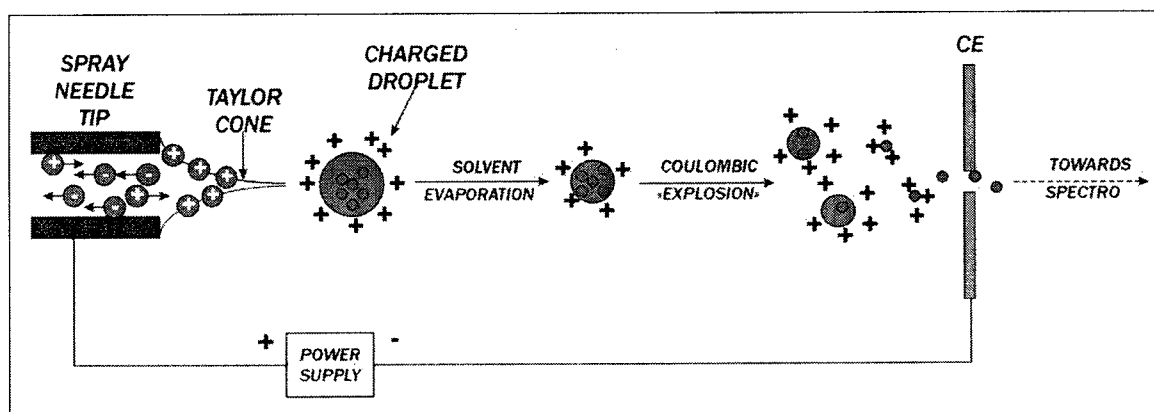 SPRAY
NEEDLE
TIP
TAYLOR
CONE
CHARGED
DROPLET
SOLVENT
EVAPORATION
COULOMBIC
«EXPLOSION»
CE
TOWARDS
SPECTRO
+
POWER
SUPPLY
-